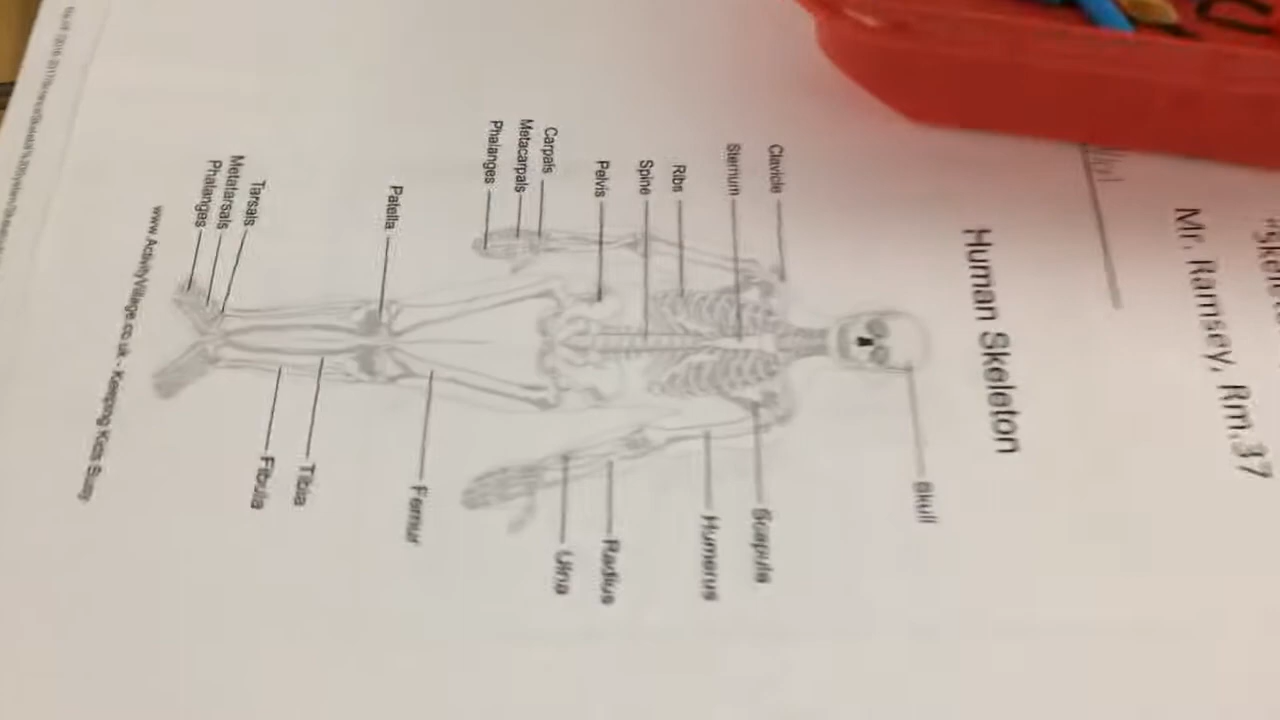 Mr. Ramsey, Rm.37
Human Skeleton
Skull
Clavicle
Sternum
Ribs
Spine
Pelvis
Carpals
Metacarpals
Phalanges
Patella
Tarsals
Metatarsals
Phalanges
Scapula
Humerus
Radius
Ulna
Femur
Tibia
Fibula
www.ActivityVillage.co.uk - Keeping Kids Busy